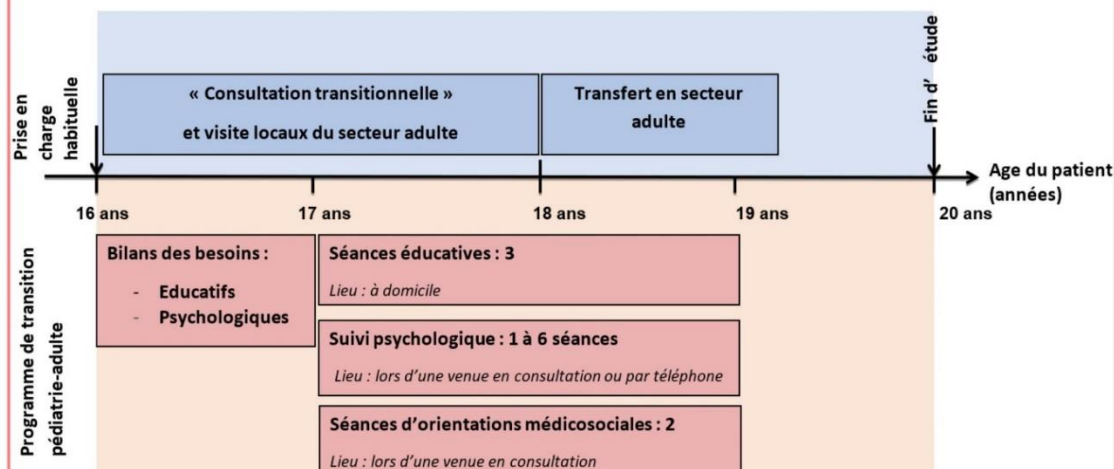 Prise en
charge
habituelle
« Consultation transitionnelle »
et visite locaux du secteur adulte
Transfert en secteur
adulte
Fin d' étude
Age du patient
(années)
16 ans
17 ans
18 ans
19 ans
20 ans
Programme de transition
pédiatrie-adulte
Bilans des besoins :
- Educatifs
- Psychologiques
Séances éducatives : 3
Lieu : à domicile
Suivi psychologique : 1 à 6 séances
Lieu : lors d'une venue en consultation ou par téléphone
Séances d'orientations médicosociales : 2
Lieu : lors d'une venue en consultation